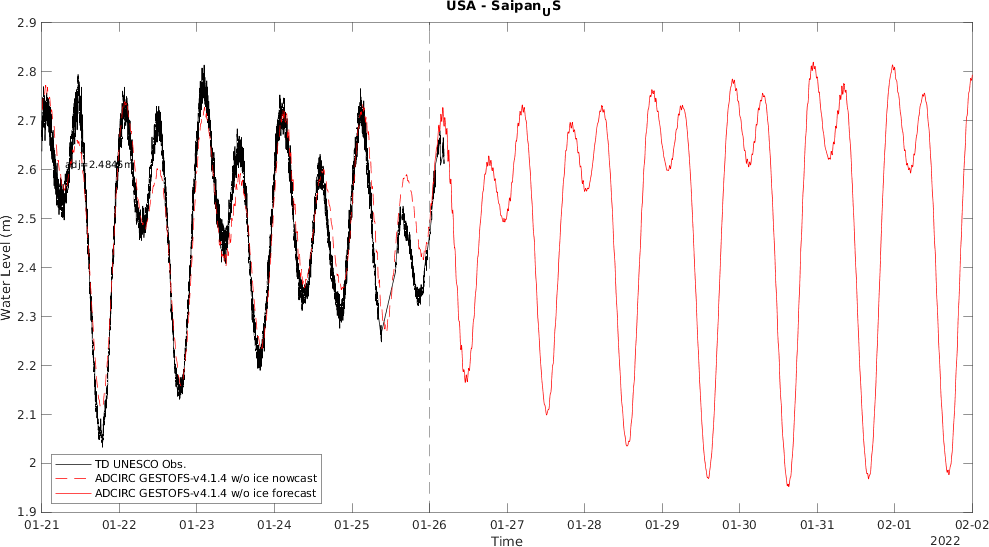 USA - Saipan_US
2.9
2.8
2.7
2.6
2.5
2.4
2.3
2.2
2.1
2
1.9
Water Level (m)
adj=2.4845m
TD UNESCO Obs.
ADCIRC GESTOFS-v4.1.4 w/o ice nowcast
ADCIRC GESTOFS-v4.1.4 w/o ice forecast
01-21 01-22 01-23 01-24 01-25 01-26 01-27 01-28 01-29 01-30 01-31 02-01 02-02
Time
2022